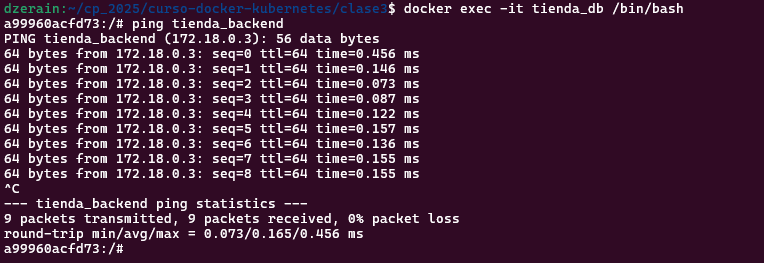 dzerain:~/cp_2025/curso-docker-kubernetes/clase3$ docker exec -it tienda_db /bin/bash
a99960acfd73:/# ping tienda_backend
PING tienda_backend (172.18.0.3): 56 data bytes
64 bytes from 172.18.0.3: seq=0 ttl=64 time=0.456 ms
64 bytes from 172.18.0.3: seq=1 ttl=64 time=0.146 ms
64 bytes from 172.18.0.3: seq=2 ttl=64 time=0.073 ms
64 bytes from 172.18.0.3: seq=3 ttl=64 time=0.087 ms
64 bytes from 172.18.0.3: seq=4 ttl=64 time=0.122 ms
64 bytes from 172.18.0.3: seq=5 ttl=64 time=0.157 ms
64 bytes from 172.18.0.3: seq=6 ttl=64 time=0.136 ms
64 bytes from 172.18.0.3: seq=7 ttl=64 time=0.155 ms
64 bytes from 172.18.0.3: seq=8 ttl=64 time=0.155 ms
^C
--- tienda_backend ping statistics ---
9 packets transmitted, 9 packets received, 0% packet loss
round-trip min/avg/max = 0.073/0.165/0.456 ms
a99960acfd73:/#